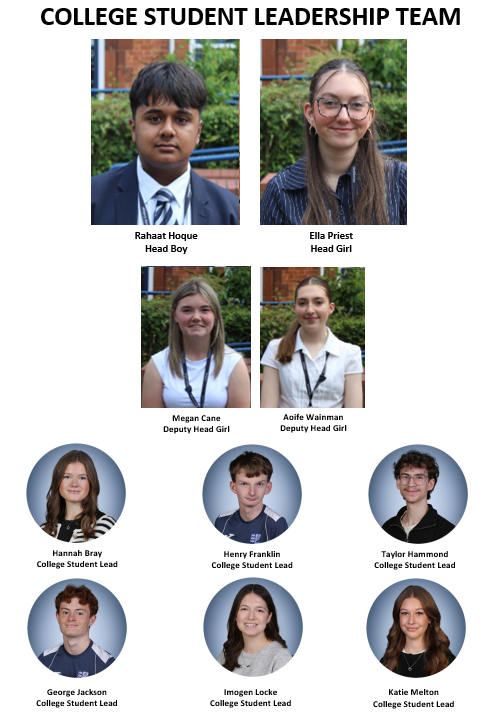 COLLEGE STUDENT LEADERSHIP TEAM
Rahaat Hoque
Head Boy
Ella Priest
Head Girl
Megan Cane
Deputy Head Girl
Aoife Wainman
Deputy Head Girl
Hannah Bray
College Student Lead
Henry Franklin
College Student Lead
Taylor Hammond
College Student Lead
George Jackson
College Student Lead
Imogen Locke
College Student Lead
Katie Melton
College Student Lead